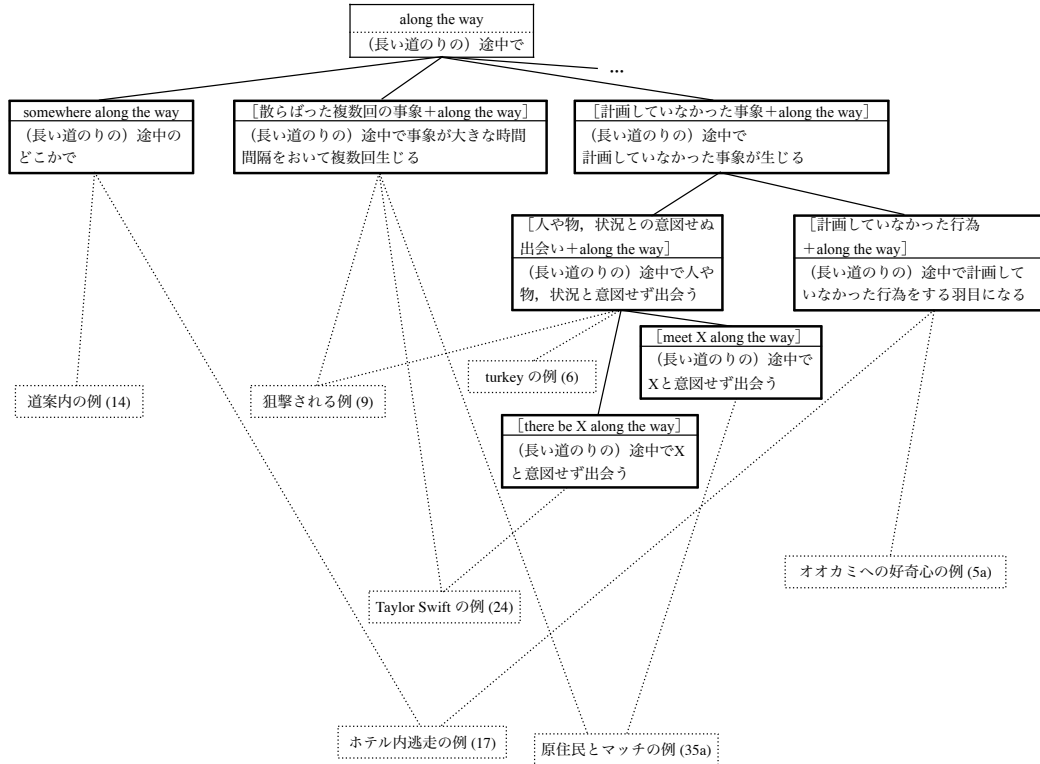 along the way
（長い道のりの）途中で
...
somewhere along the way
（長い道のりの）途中の
どこかで
［散らばった複数回の事象＋along the way］
（長い道のりの）途中で事象が大きな時間
間隔をおいて複数回生じる
［計画していなかった事象＋along the way］
（長い道のりの）途中で
計画していなかった事象が生じる
［人や物，状況との意図せぬ
出会い＋along the way］
（長い道のりの）途中で人や
物，状況と意図せず出会う
［計画していなかった行為
＋along the way］
（長い道のりの）途中で計画して
いなかった行為をする羽目になる
［meet X along the way］
（長い道のりの）途中で
Xと意図せず出会う
道案内の例 (14)
狙撃される例 (9)
turkey の例 (6)
［there be X along the way］
（長い道のりの）途中でX
と意図せず出会う
オオカミへの好奇心の例 (5a)
Taylor Swift の例 (24)
ホテル内逃走の例 (17)
原住民とマッチの例 (35a)